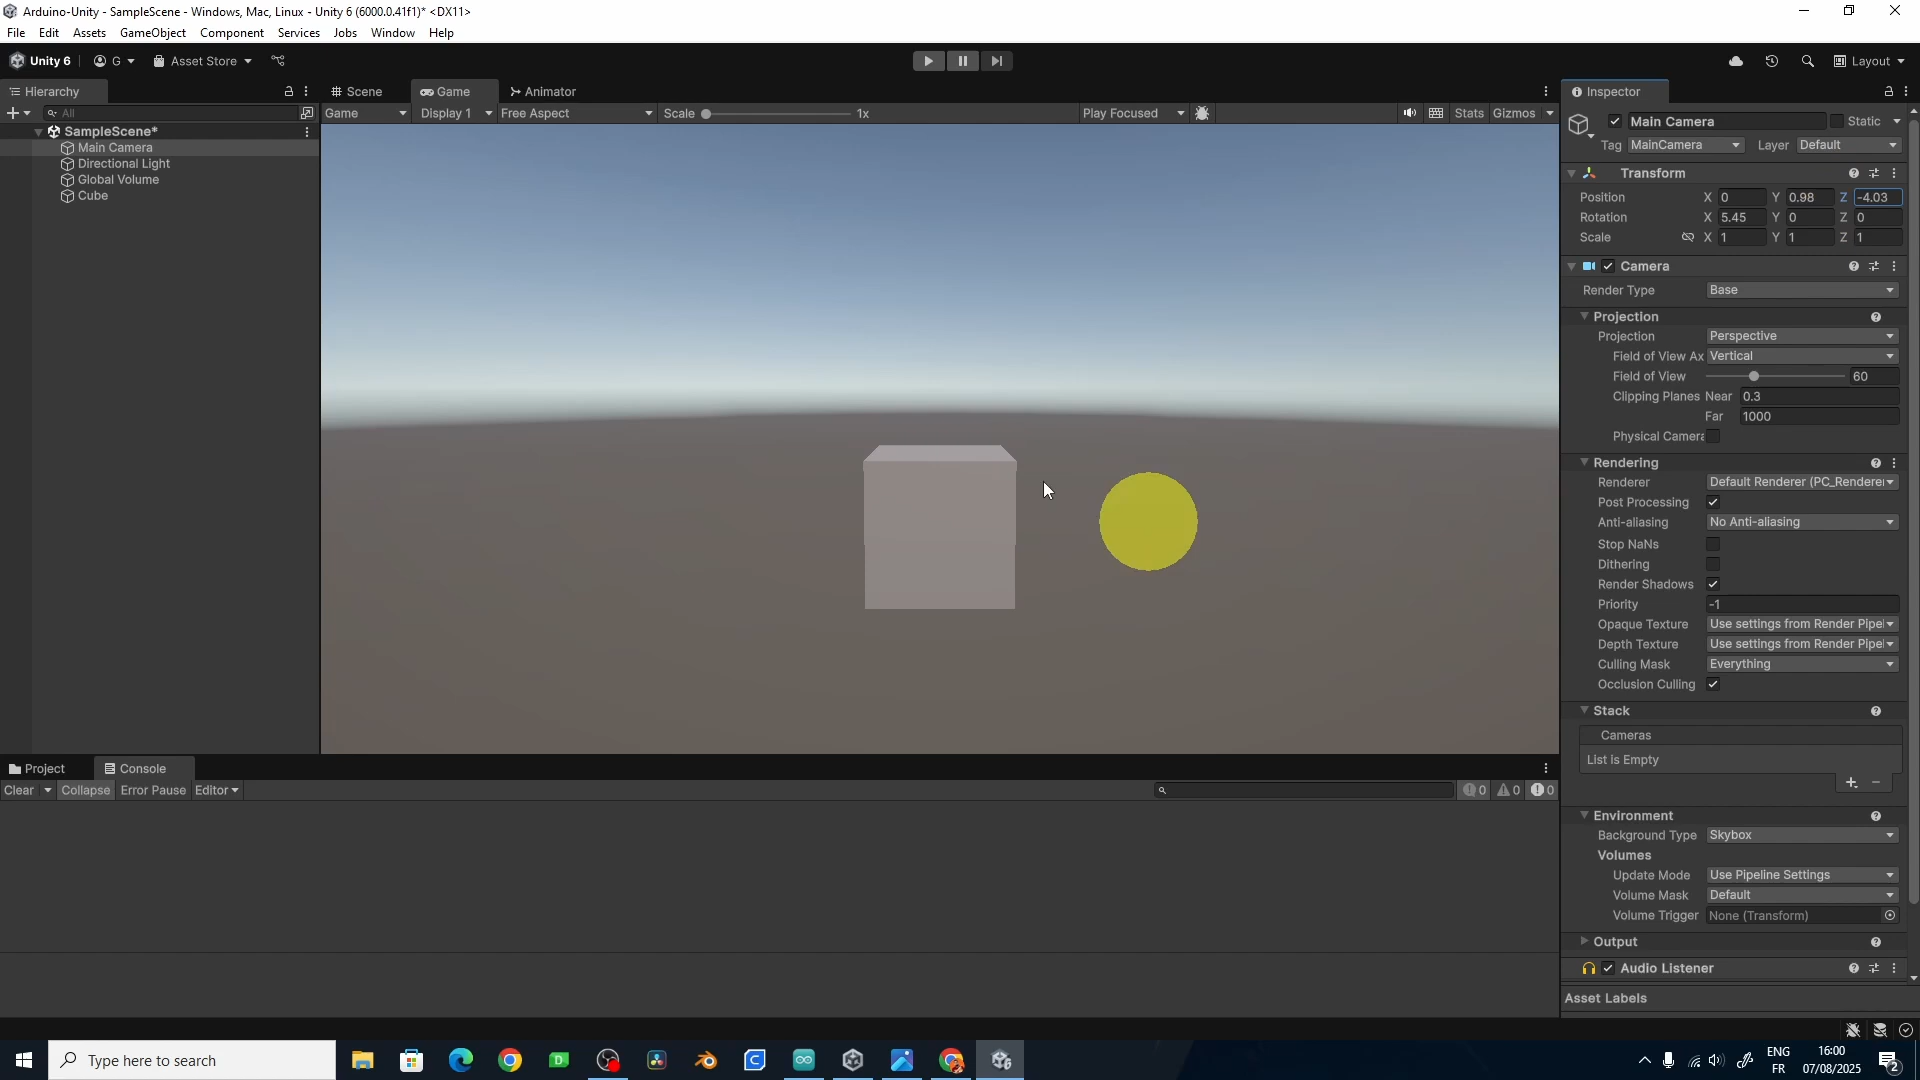 Arduino-Unity - SampleScene - Windows, Mac, Linux - Unity 6 (6000.0.41f1)* <DX11>
File Edit Assets GameObject Component Services Jobs Window Help
Unity 6 G Asset Store Layout
Hierarchy Scene Game Animator Inspector
All Game Display 1 Free Aspect Scale 1x Play Focused Stats Gizmos
SampleScene*
Main Camera
Directional Light
Global Volume
Cube
Main Camera Static
Tag MainCamera Layer Default
Transform
Position X 0 Y 0.98 Z -4.03
Rotation X 5.45 Y 0 Z 0
Scale X 1 Y 1 Z 1
Camera
Render Type Base
Projection
Projection Perspective
Field of View Ax Vertical
Field of View 60
Clipping Planes Near 0.3
Far 1000
Physical Camera
Rendering
Renderer Default Renderer (PC_Renderer
Post Processing
Anti-aliasing No Anti-aliasing
Stop NaNs
Dithering
Render Shadows
Priority -1
Opaque Texture Use settings from Render Pipel
Depth Texture Use settings from Render Pipel
Culling Mask Everything
Occlusion Culling
Stack
Cameras
List is Empty
Environment
Background Type Skybox
Volumes
Update Mode Use Pipeline Settings
Volume Mask Default
Volume Trigger None (Transform)
Output
Audio Listener
Asset Labels
Project Console
Clear Collapse Error Pause Editor 0 0 0
Type here to search
ENG
FR
16:00
07/08/2025
2